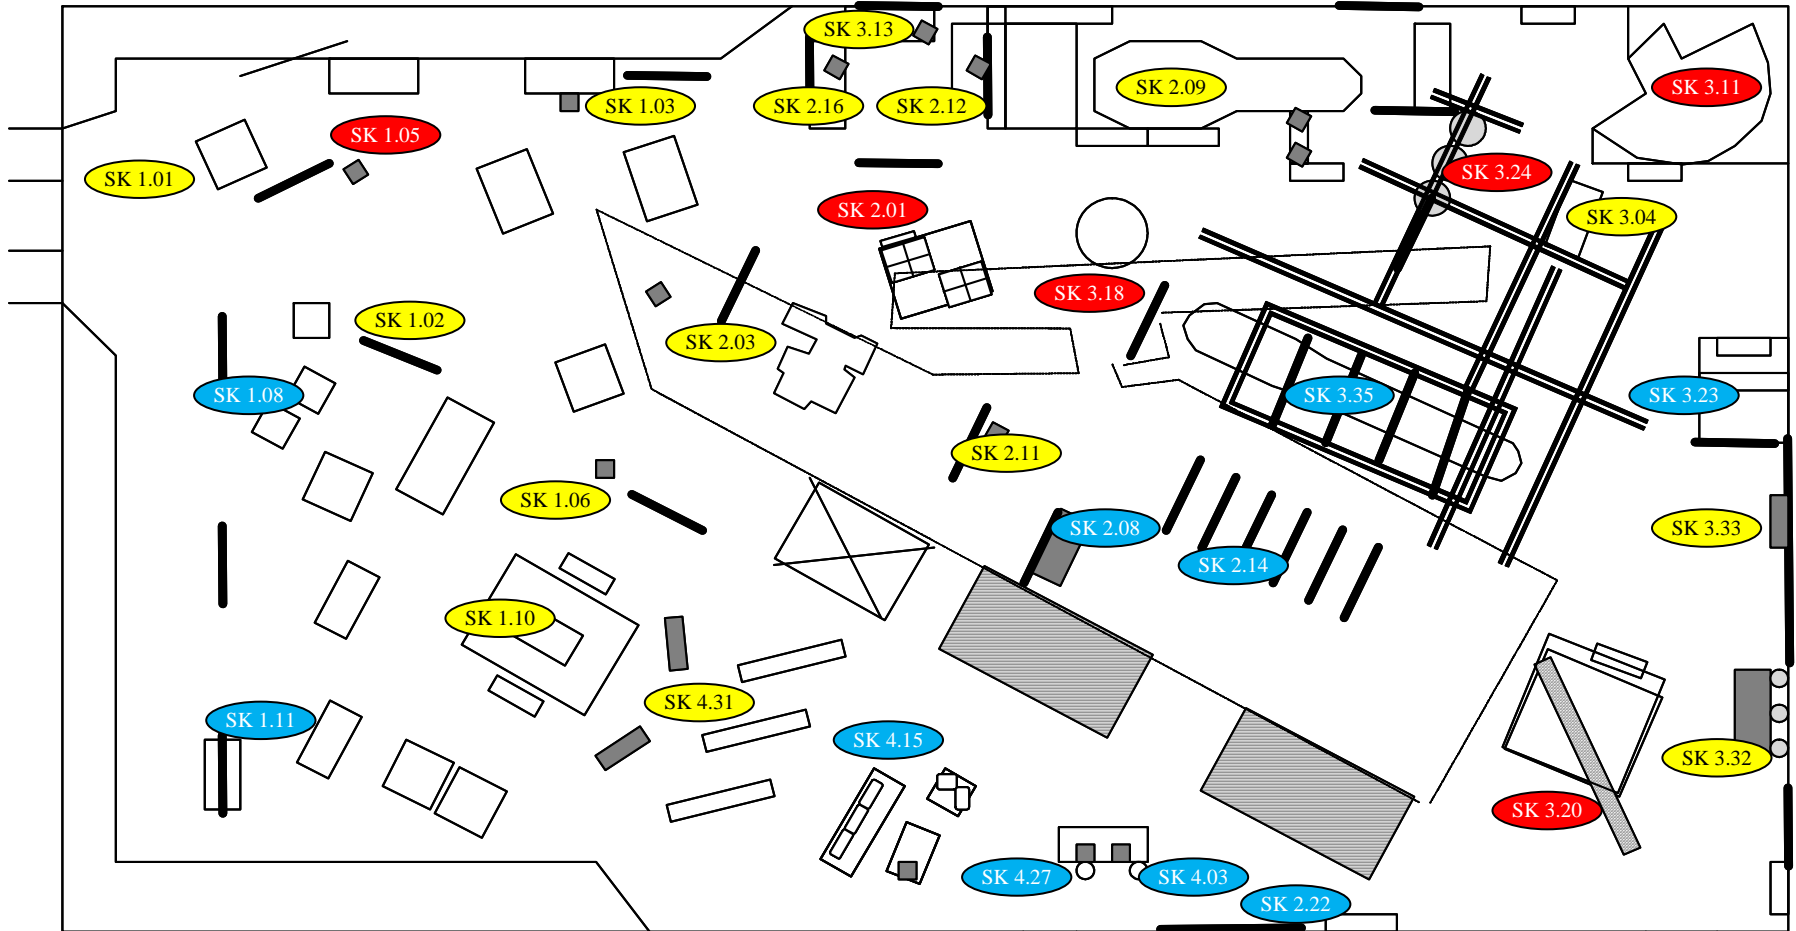 SK 3.13
SK 2.09
SK 3.11
SK 1.03
SK 2.16
SK 2.12
SK 1.05
SK 3.24
SK 1.01
SK 2.01
SK 3.04
SK 3.18
SK 1.02
SK 2.03
SK 1.08
SK 3.35
SK 3.23
SK 2.11
SK 1.06
SK 2.08
SK 3.33
SK 2.14
SK 1.10
SK 4.31
SK 1.11
SK 4.15
SK 3.32
SK 3.20
SK 4.27
SK 4.03
SK 2.22